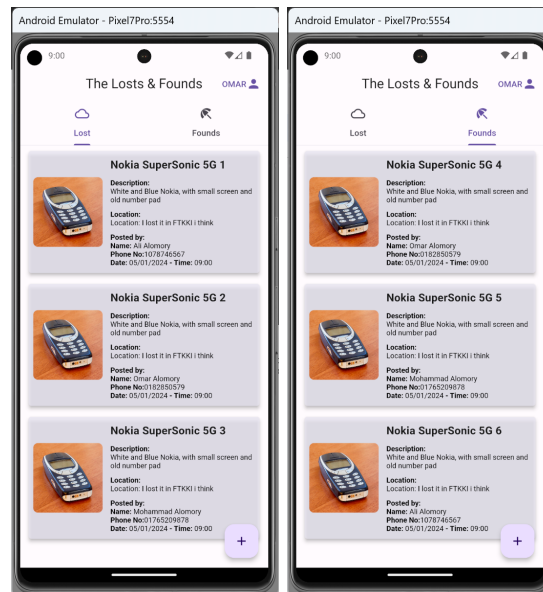 Android Emulator - Pixel7Pro:5554
9:00
The Losts & Founds
OMAR
Lost
Founds
Nokia SuperSonic 5G 1
Description:
White and Blue Nokia, with small screen and
old number pad
Location:
Location: I lost it in FTKKI i think
Posted by:
Name: Ali Alomory
Phone No:1078746567
Date: 05/01/2024 - Time: 09:00
Nokia SuperSonic 5G 2
Description:
White and Blue Nokia, with small screen and
old number pad
Location:
Location: I lost it in FTKKI i think
Posted by:
Name: Omar Alomory
Phone No:0182850579
Date: 05/01/2024 - Time: 09:00
Nokia SuperSonic 5G 3
Description:
White and Blue Nokia, with small screen and
old number pad
Location:
Location: I lost it in FTKKI i think
Posted by:
Name: Mohammad Alomory
Phone No:01765209878
Date: 05/01/2024 - Time: 09:00
+
Android Emulator - Pixel7Pro:5554
9:00
The Losts & Founds
OMAR
Lost
Founds
Nokia SuperSonic 5G 4
Description:
White and Blue Nokia, with small screen and
old number pad
Location:
Location: I lost it in FTKKI i think
Posted by:
Name: Omar Alomory
Phone No:0182850579
Date: 05/01/2024 - Time: 09:00
Nokia SuperSonic 5G 5
Description:
White and Blue Nokia, with small screen and
old number pad
Location:
Location: I lost it in FTKKI i think
Posted by:
Name: Mohammad Alomory
Phone No:01765209878
Date: 05/01/2024 - Time: 09:00
Nokia SuperSonic 5G 6
Description:
White and Blue Nokia, with small screen and
old number pad
Location:
Location: I lost it in FTKKI i think
Posted by:
Name: Ali Alomory
Phone No:1078746567
Date: 05/01/2024 - Time: 09:00
+